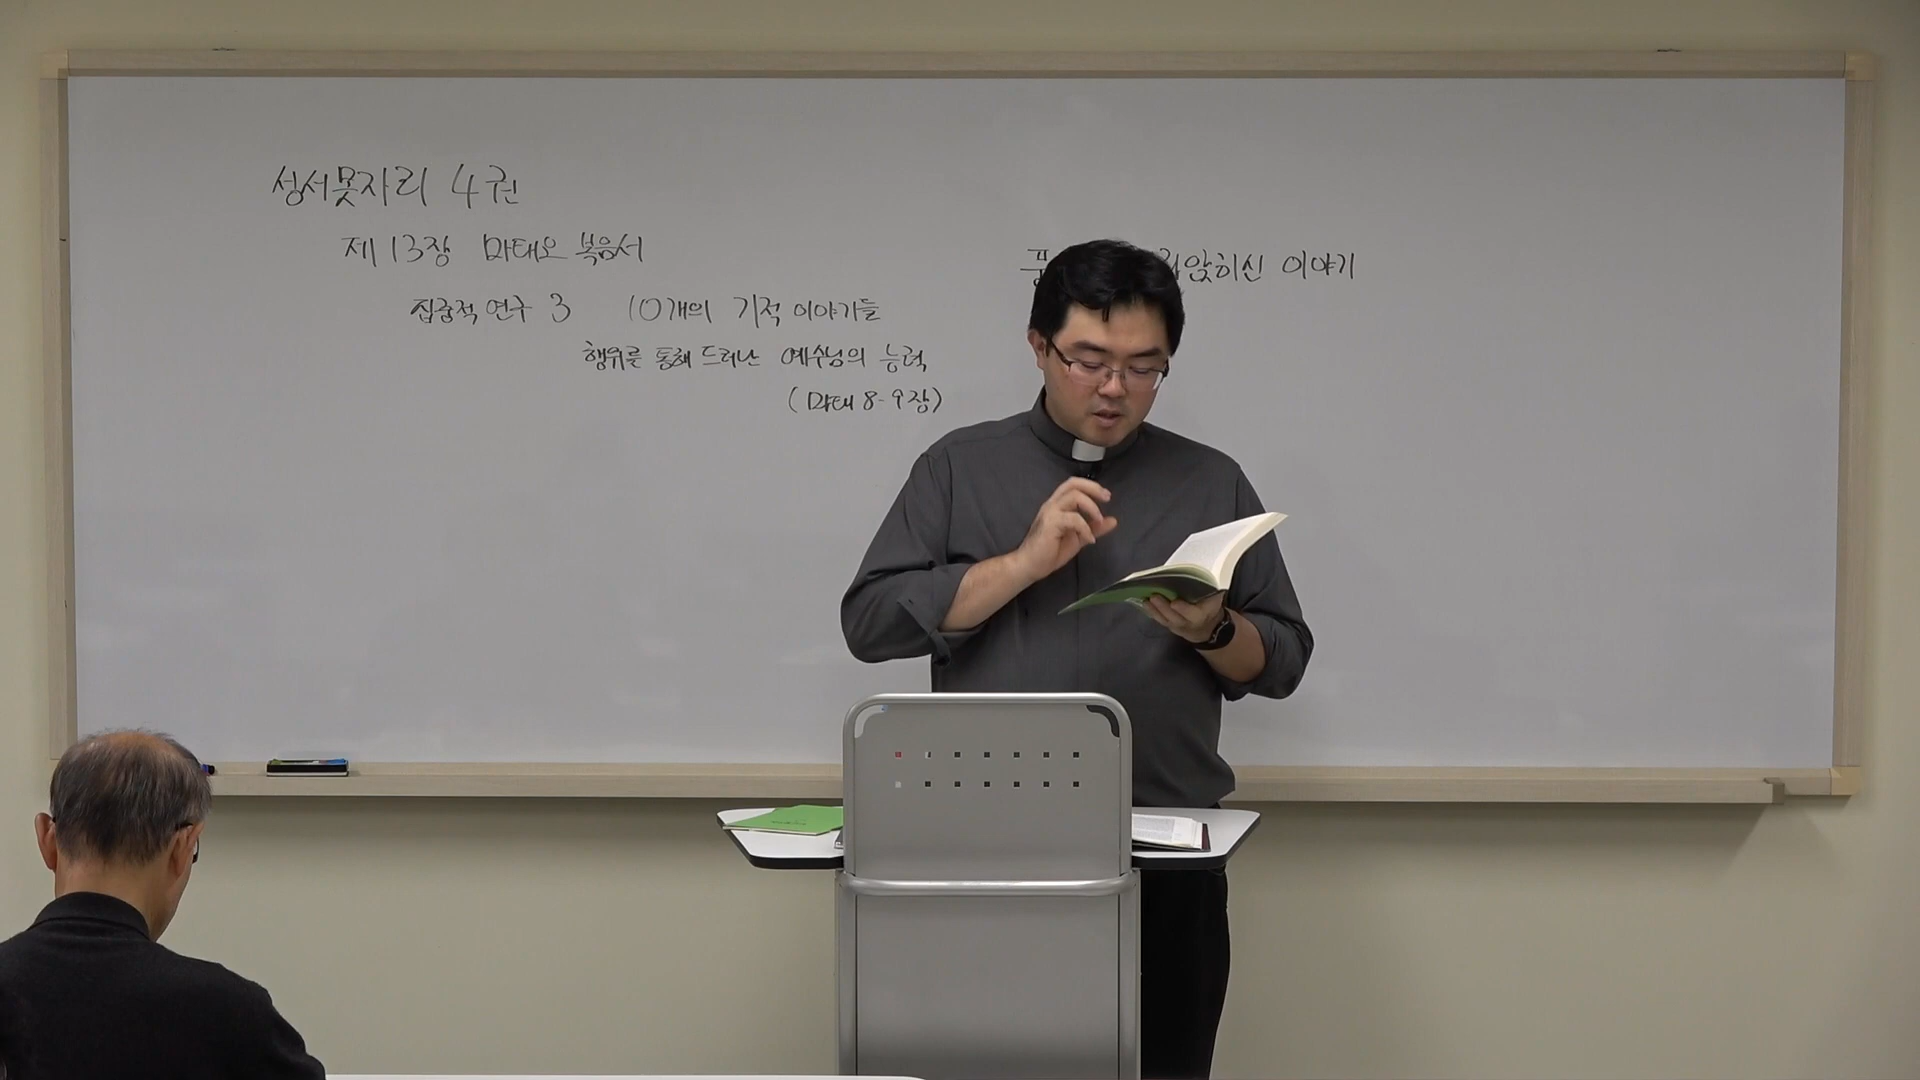 성서못자리 4권
제 13장 마태오 복음서
집중적 연구 3 10개의 기적 이야기들
행위를 통해 드러난 예수님의 능력
(마태 8-9장)
풍 라앉히신 이야기